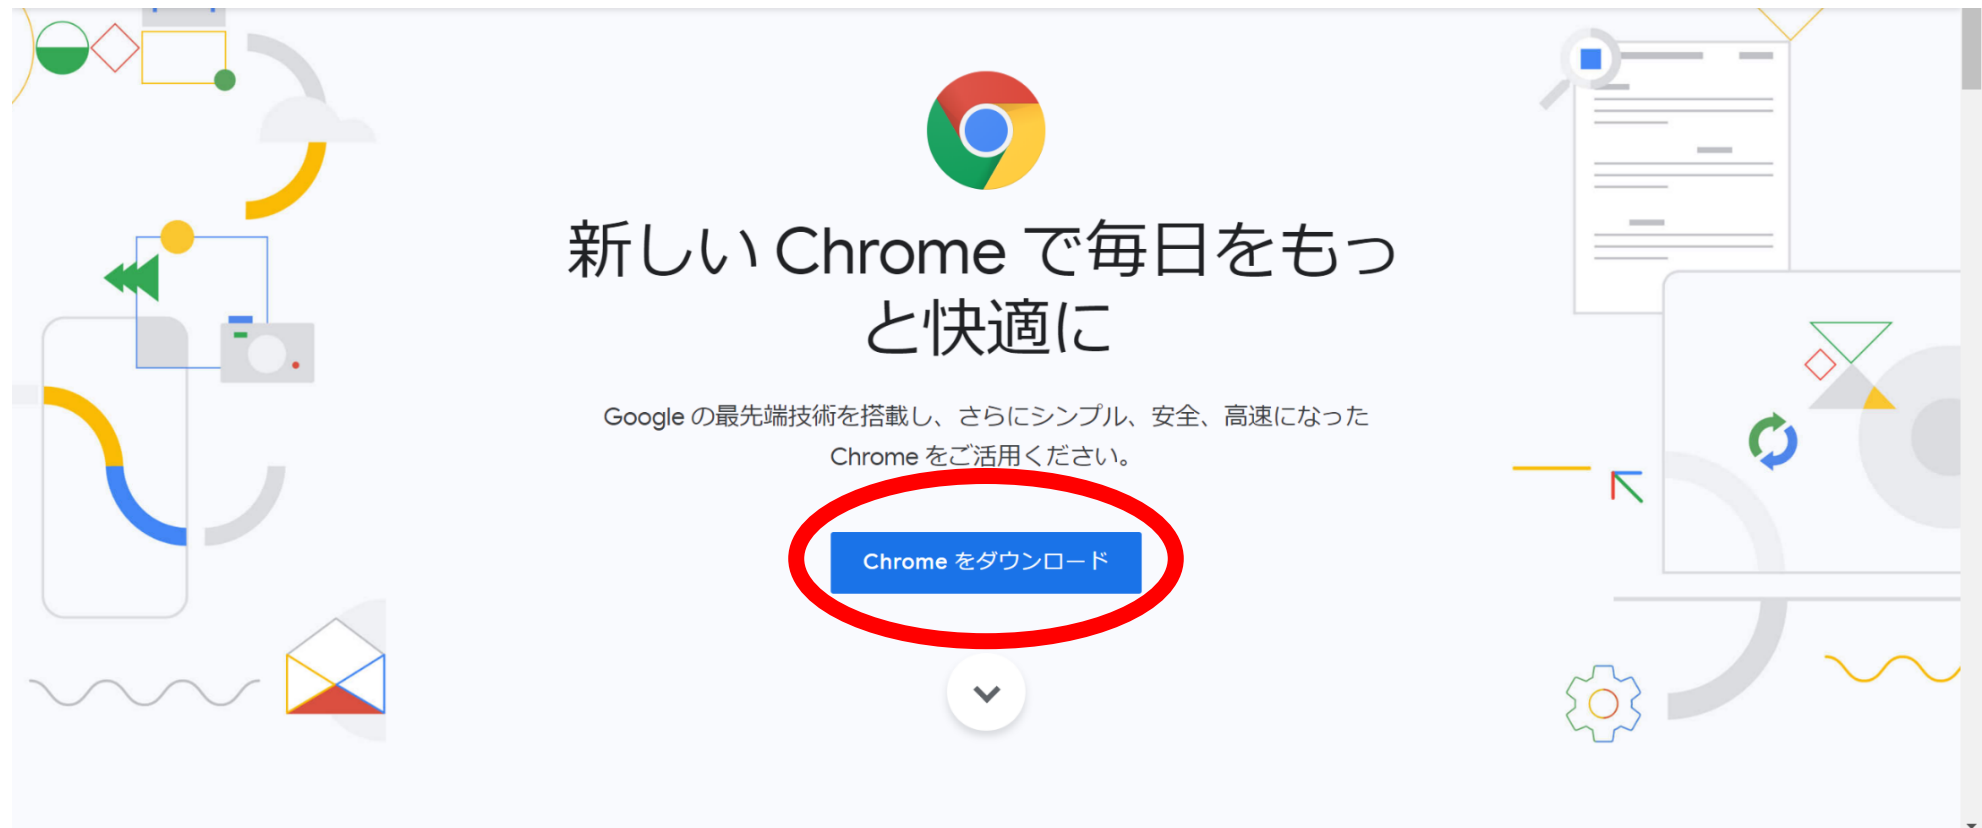 新しい Chrome で毎日をもっ
と快適に
Google の最先端技術を搭載し、さらにシンプル、安全、高速になった
Chrome をご活用ください。
Chrome をダウンロード